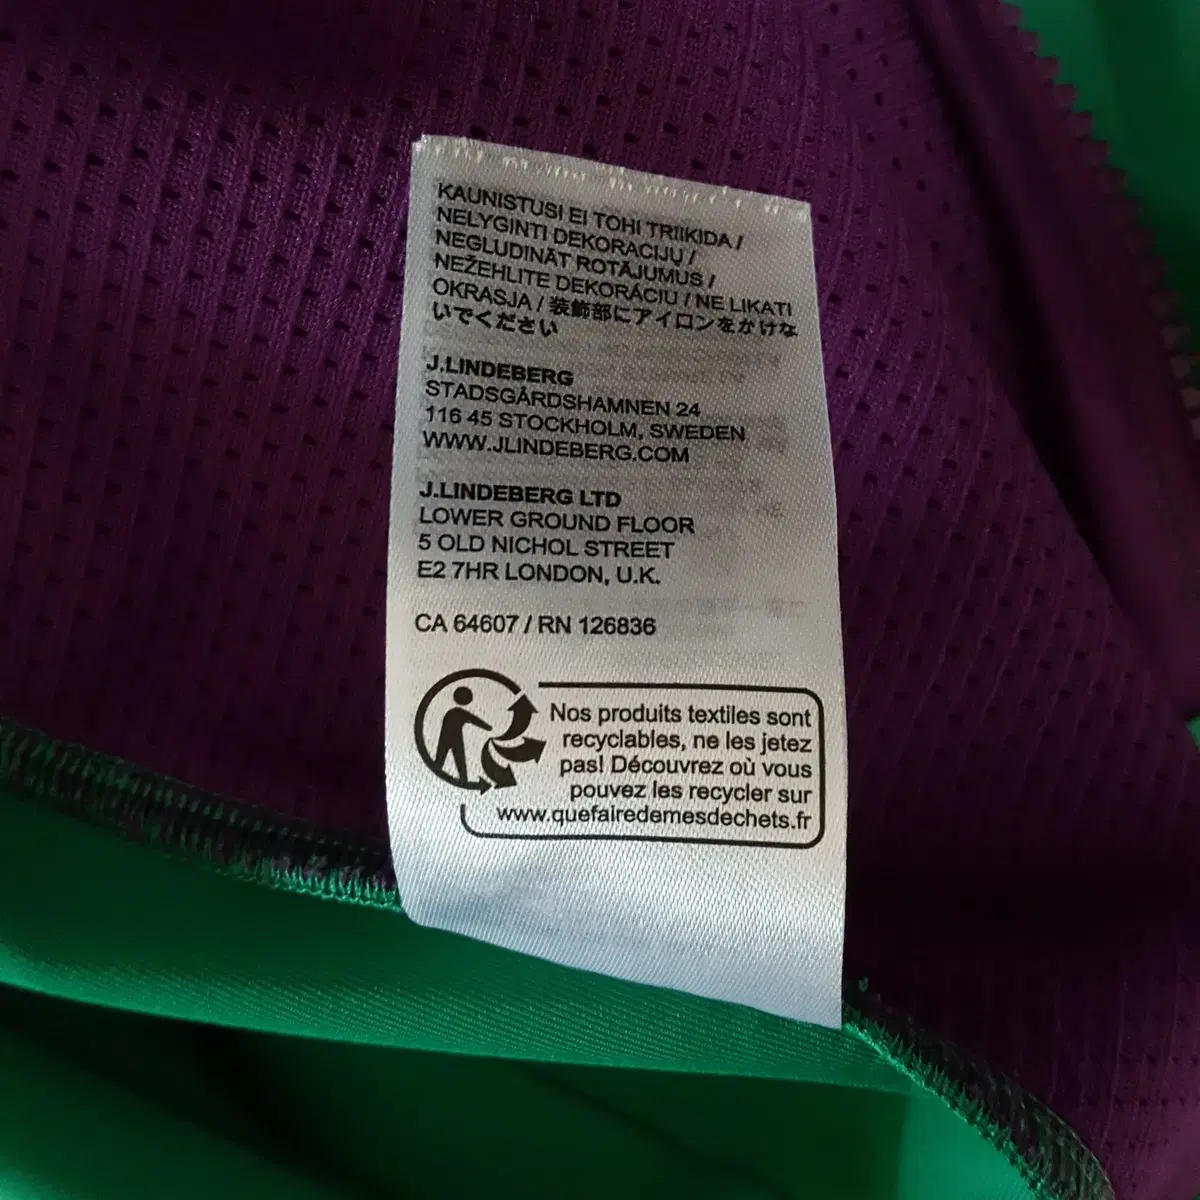 KAUNISTUSI EI TOHI TRIIKIDA /
NELYGINTI DEKORACIJŲ /
NEGLUDINĀT ROTĀJUMUS /
NEŽEHLITE DEKORÁCIU / NE LIKATI
OKRASJA / 装飾部にアイロンをかけな
いでください
J.LINDEBERG
STADSGÅRDSHAMNEN 24
116 45 STOCKHOLM, SWEDEN
WWW.JLINDEBERG.COM
J.LINDEBERG LTD
LOWER GROUND FLOOR
5 OLD NICHOL STREET
E2 7HR LONDON, U.K.
CA 64607 / RN 126836
Nos produits textiles sont
recyclables, ne les jetez
pas! Découvrez où vous
pouvez les recycler sur
www.quefairedemesdechets.fr